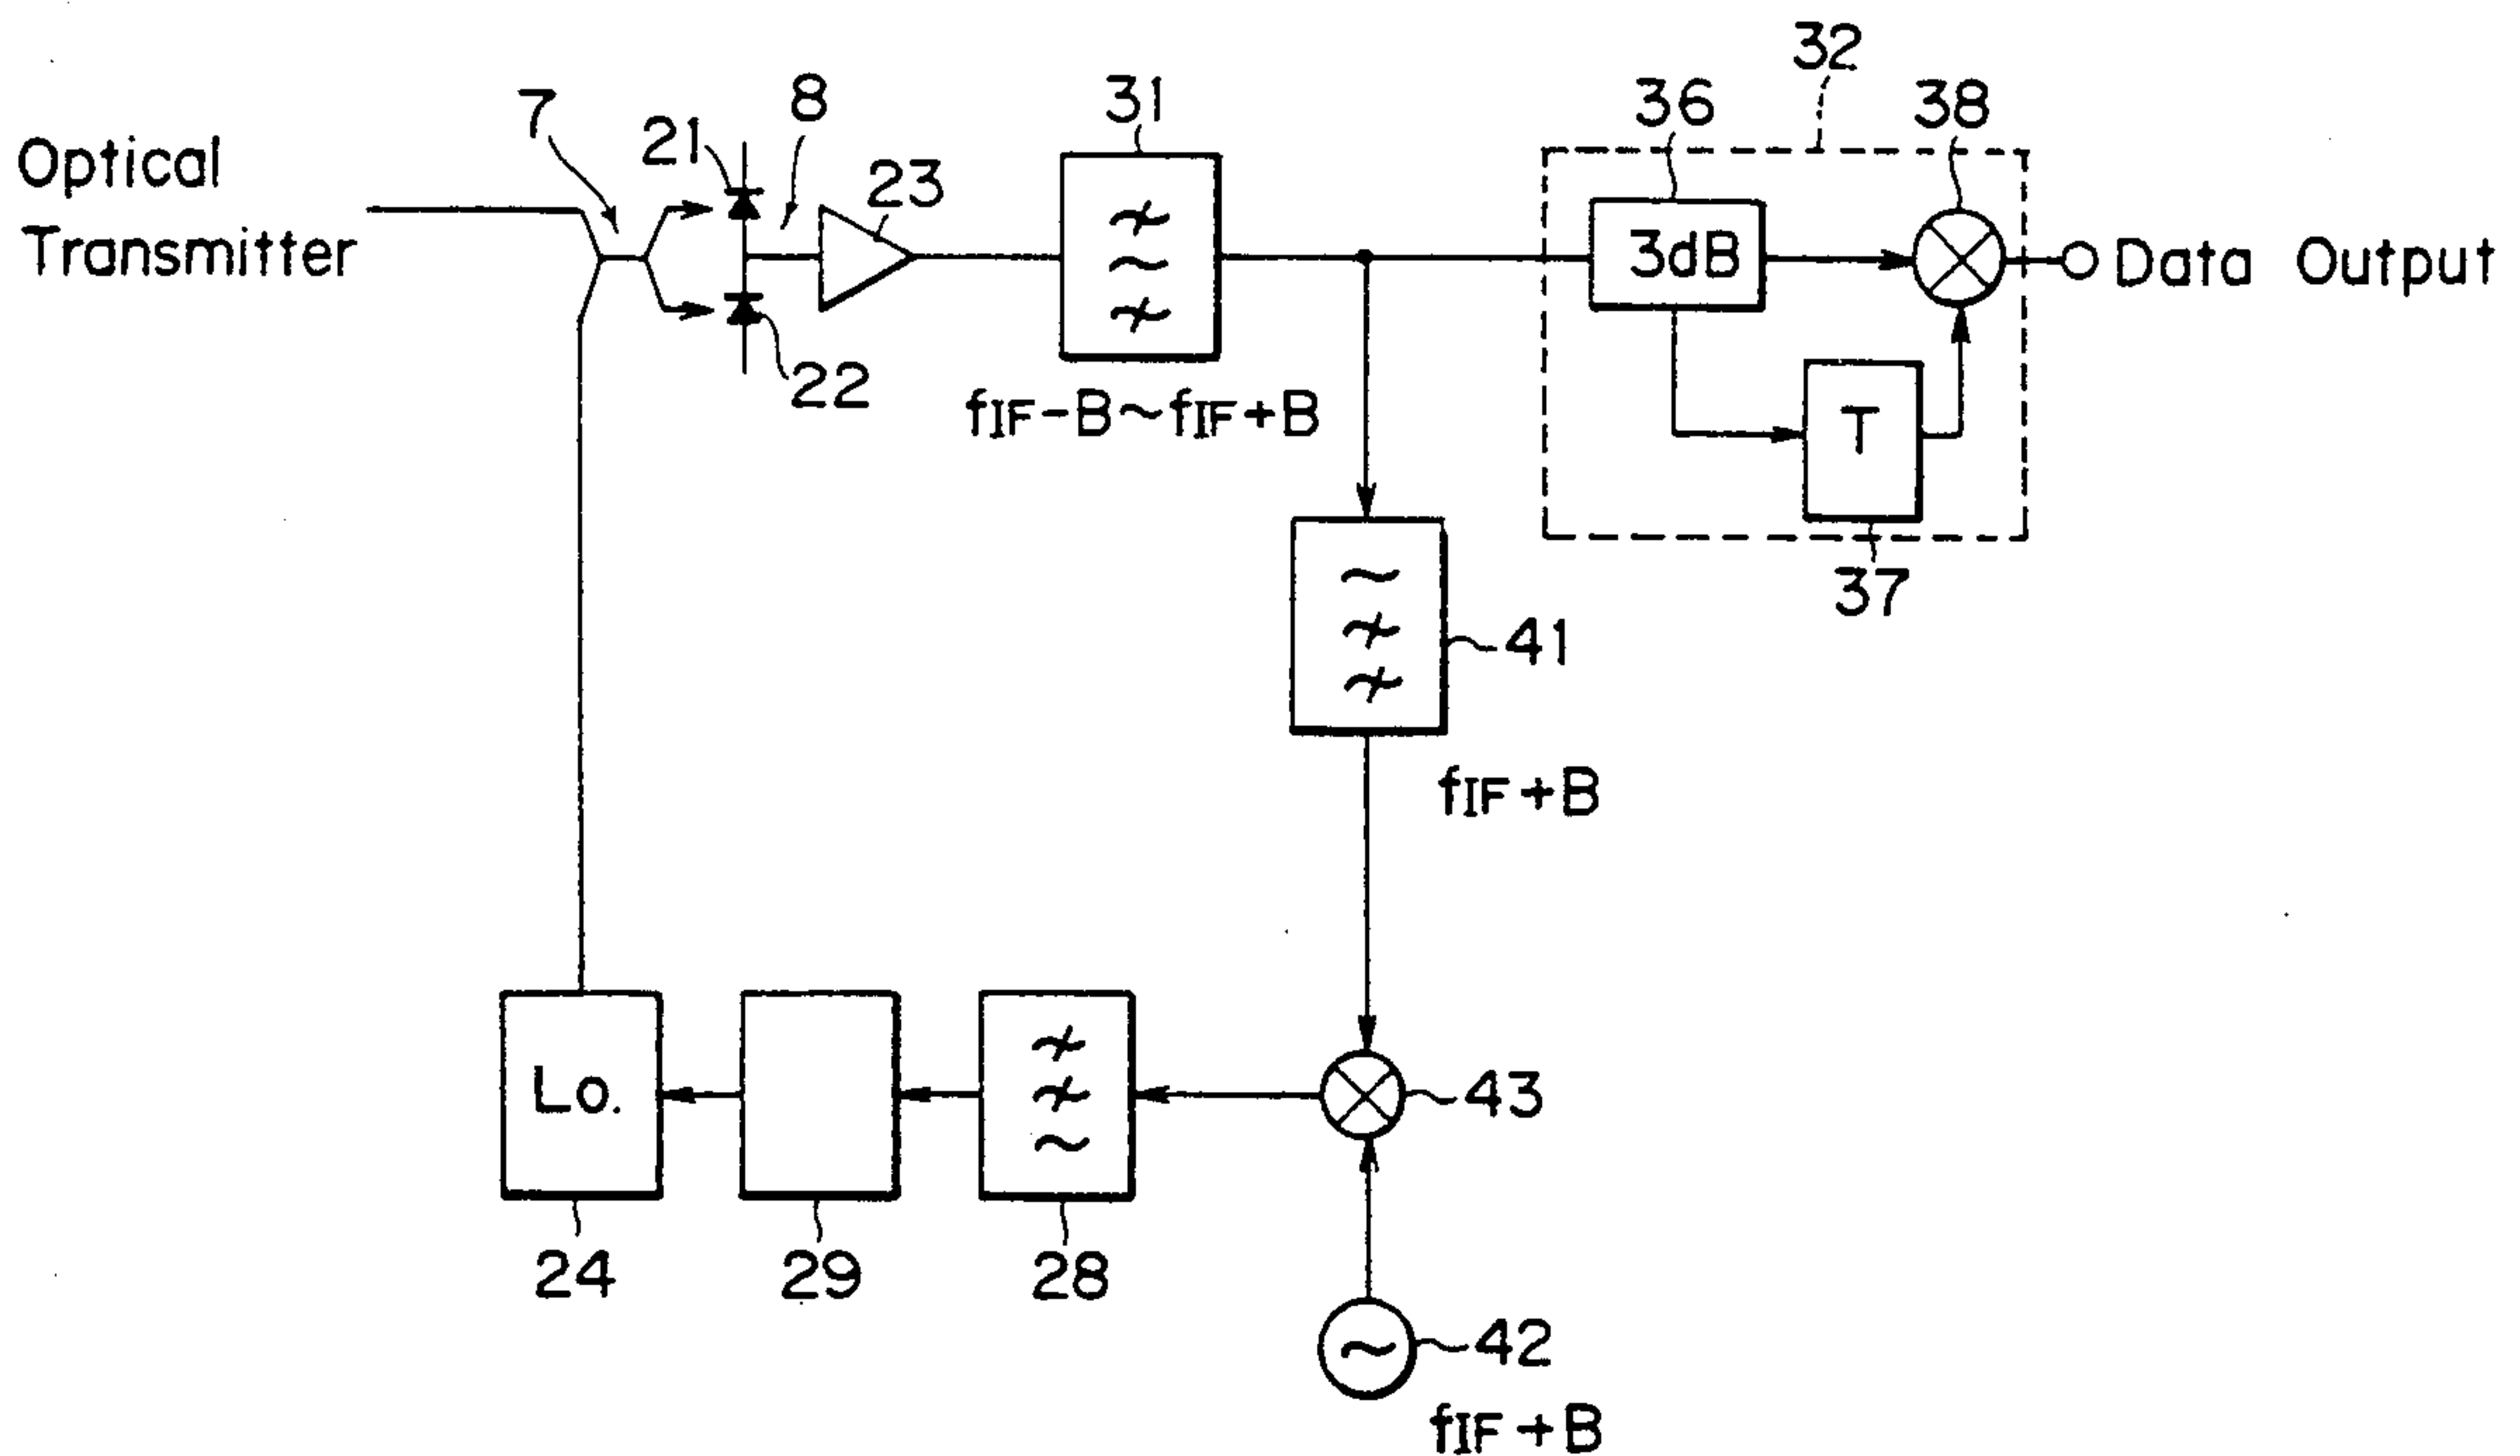 32
7
21
8
31
36
38
Optical
Transmitter
23
3dB
Data Output
22
fIF-B~fIF+B
T
37
41
fIF+B
Lo.
43
24
29
28
42
fIF+B